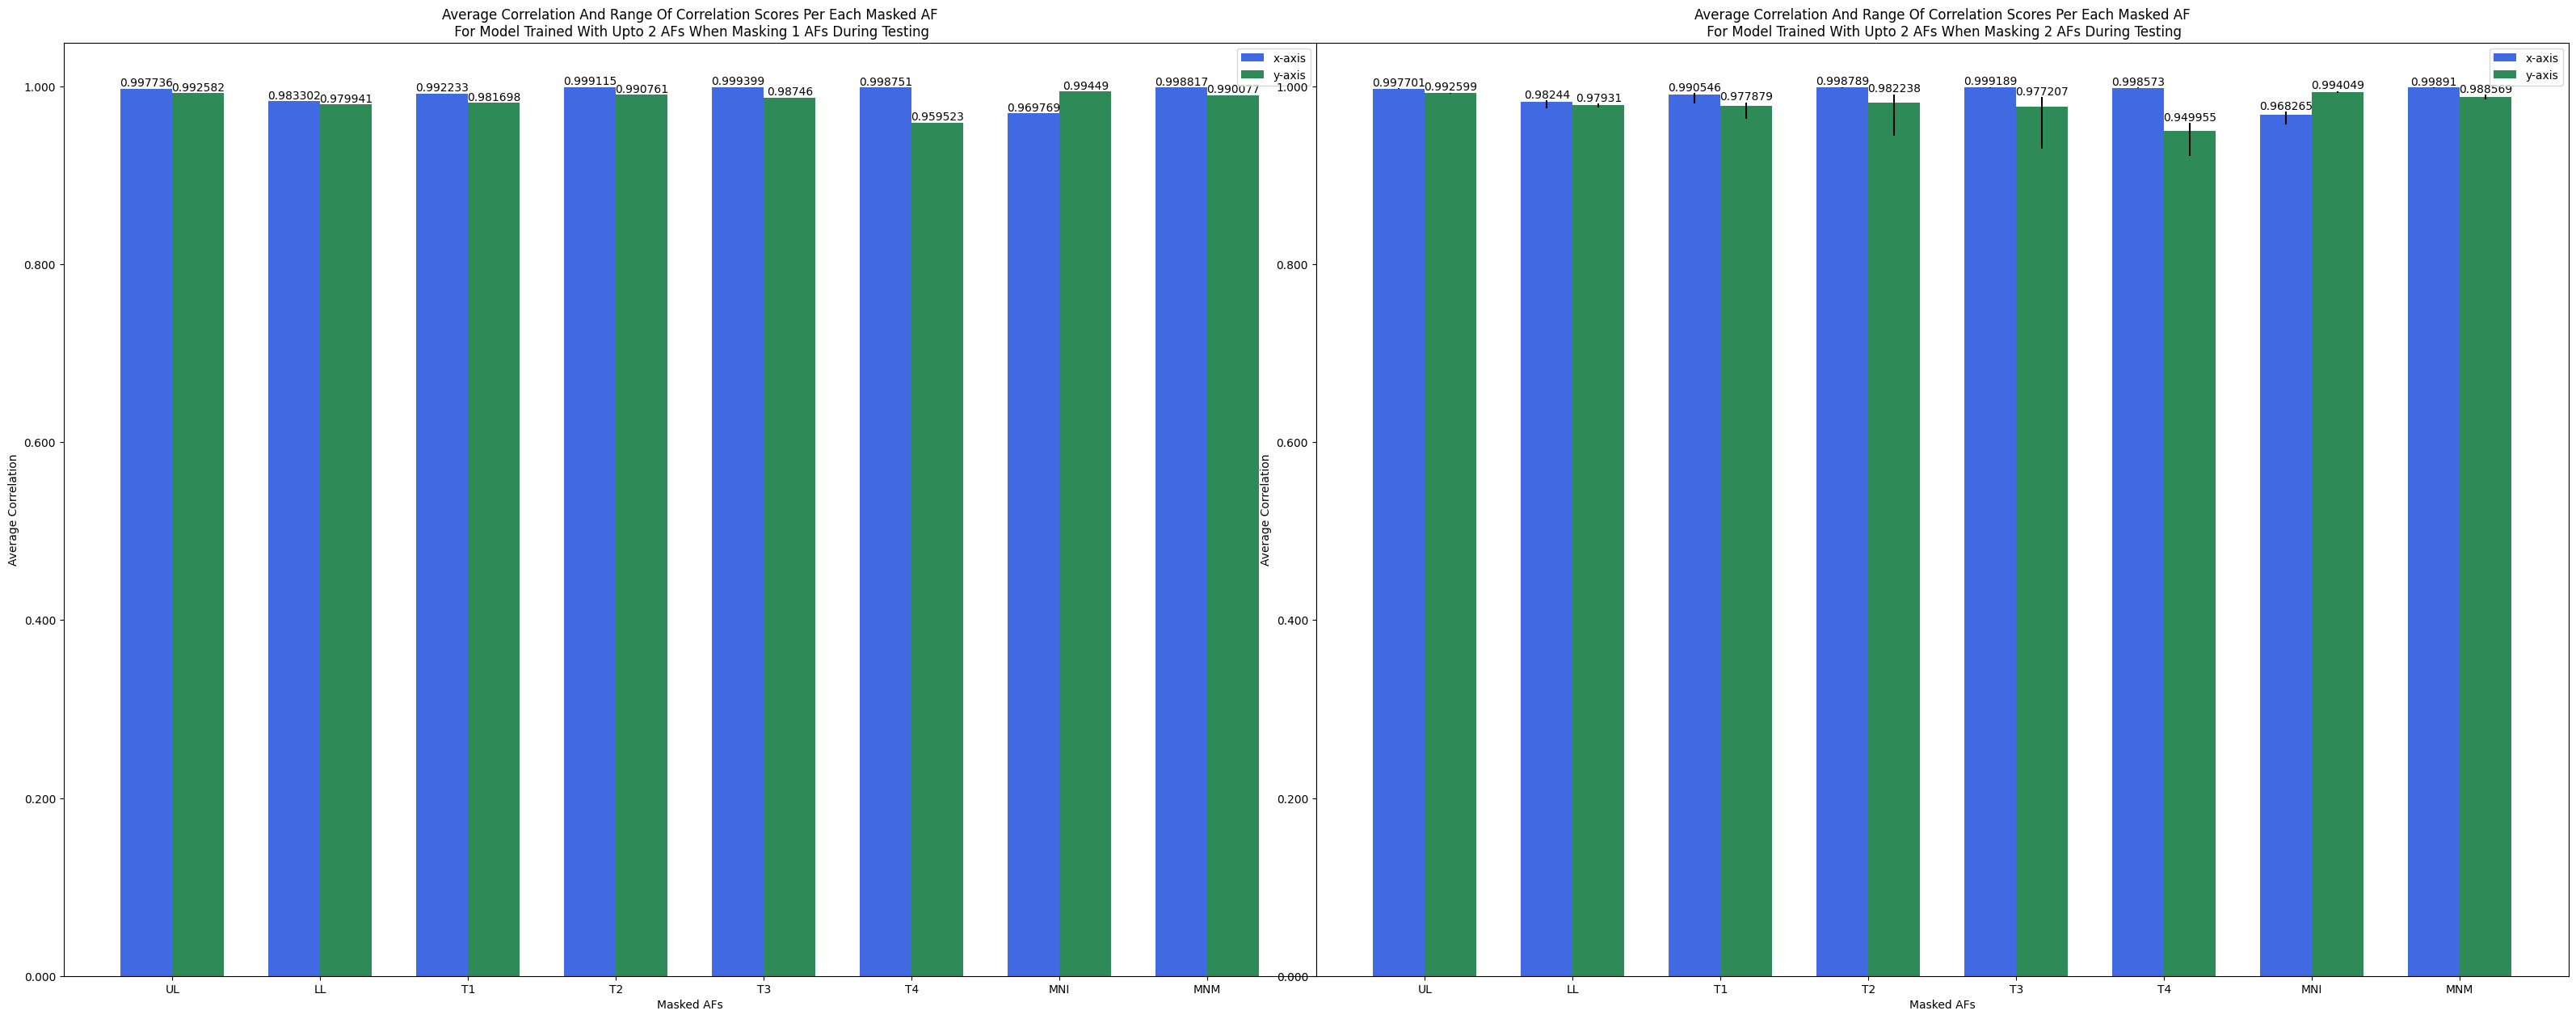 Average Correlation And Range Of Correlation Scores Per Each Masked AF
For Model Trained With Upto 2 AFs When Masking 1 AFs During Testing
x-axis
y-axis
0.997736 0.992582 0.983302 0.979941 0.992233 0.981698 0.999115 0.990761 0.999399 0.98746 0.998751 0.959523 0.969769 0.99449 0.998817 0.990077
1.000
0.800
0.600
0.400
0.200
0.000
Average Correlation
UL LL T1 T2 T3 T4 MNI MNM
Masked AFs
Average Correlation And Range Of Correlation Scores Per Each Masked AF
For Model Trained With Upto 2 AFs When Masking 2 AFs During Testing
x-axis
y-axis
0.997701 0.992599 0.98244 0.97931 0.990546 0.977879 0.998789 0.982238 0.999189 0.977207 0.998573 0.949955 0.968265 0.994049 0.99891 0.988569
1.000
0.800
0.600
0.400
0.200
0.000
Average Correlation
UL LL T1 T2 T3 T4 MNI MNM
Masked AFs